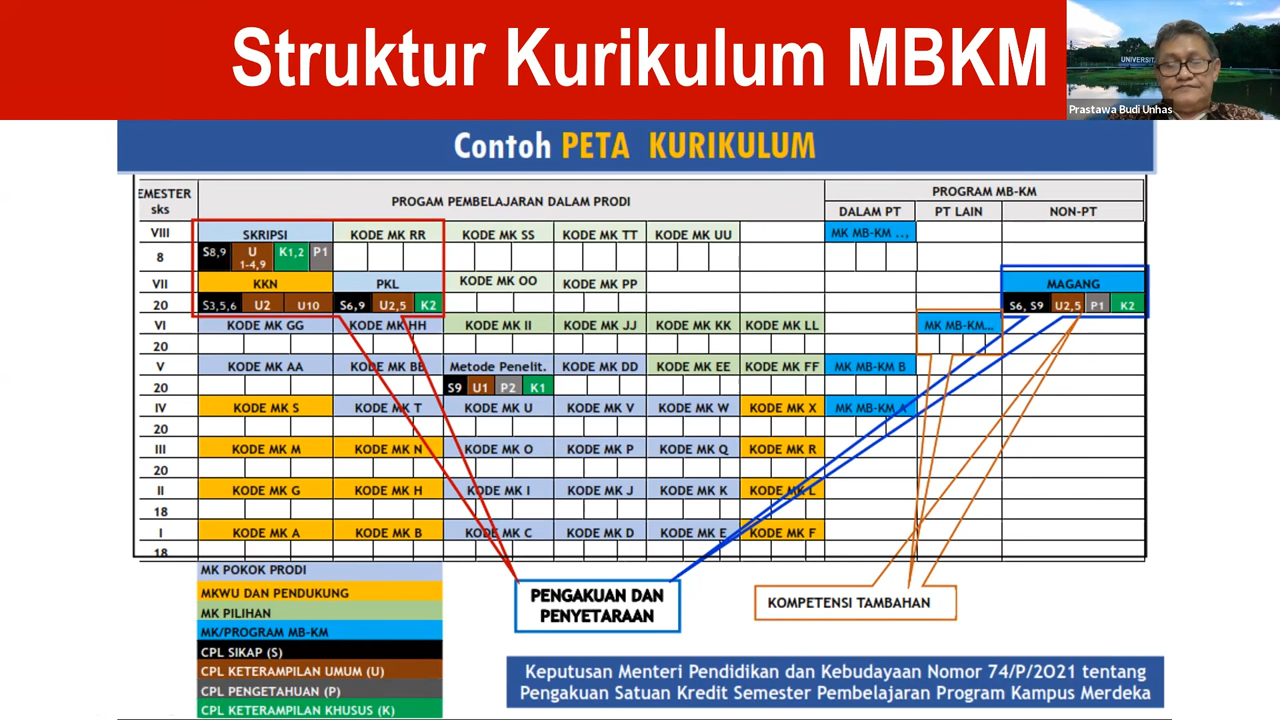 Struktur Kurikulum MBKM
UNIVERSITA
Prastawa Budi Unhas
Contoh PETA KURIKULUM
EMESTER
sks
PROGAM PEMBELAJARAN DALAM PRODI
PROGRAM MB-KM
DALAM PT
PT LAIN
NON-PT
VIII
SKRIPSI
KODE MK RR
KODE MK SS
KODE MK TT
KODE MK UU
MK MB-KM ..,
8
S8,9
U
1-4,9
K1,2
P1
VII
KKN
PKL
KODE MK OO
KODE MK PP
MAGANG
20
S3,5,6
U2
U10
S6,9
U2,5
K2
S6, S9
U2,5
P1
K2
VI
KODE MK GG
KODE MK HH
KODE MK II
KODE MK JJ
KODE MK KK
KODE MK LL
MK MB-KM...
20
V
KODE MK AA
KODE MK BB
Metode Penelit.
KODE MK DD
KODE MK EE
KODE MK FF
MK MB-KM B
20
S9
U1
P2
K1
IV
KODE MK S
KODE MK T
KODE MK U
KODE MK V
KODE MK W
KODE MK X
MK MB-KM A
20
III
KODE MK M
KODE MK N
KODE MK O
KODE MK P
KODE MK Q
KODE MK R
20
II
KODE MK G
KODE MK H
KODE MK I
KODE MK J
KODE MK K
KODE MK L
18
I
KODE MK A
KODE MK B
KODE MK C
KODE MK D
KODE MK E
KODE MK F
18
MK POKOK PRODI
MKWU DAN PENDUKUNG
MK PILIHAN
MK/PROGRAM MB-KM
CPL SIKAP (S)
CPL KETERAMPILAN UMUM (U)
CPL PENGETAHUAN (P)
CPL KETERAMPILAN KHUSUS (K)
PENGAKUAN DAN
PENYETARAAN
KOMPETENSI TAMBAHAN
Keputusan Menteri Pendidikan dan Kebudayaan Nomor 74/P/2021 tentang
Pengakuan Satuan Kredit Semester Pembelajaran Program Kampus Merdeka